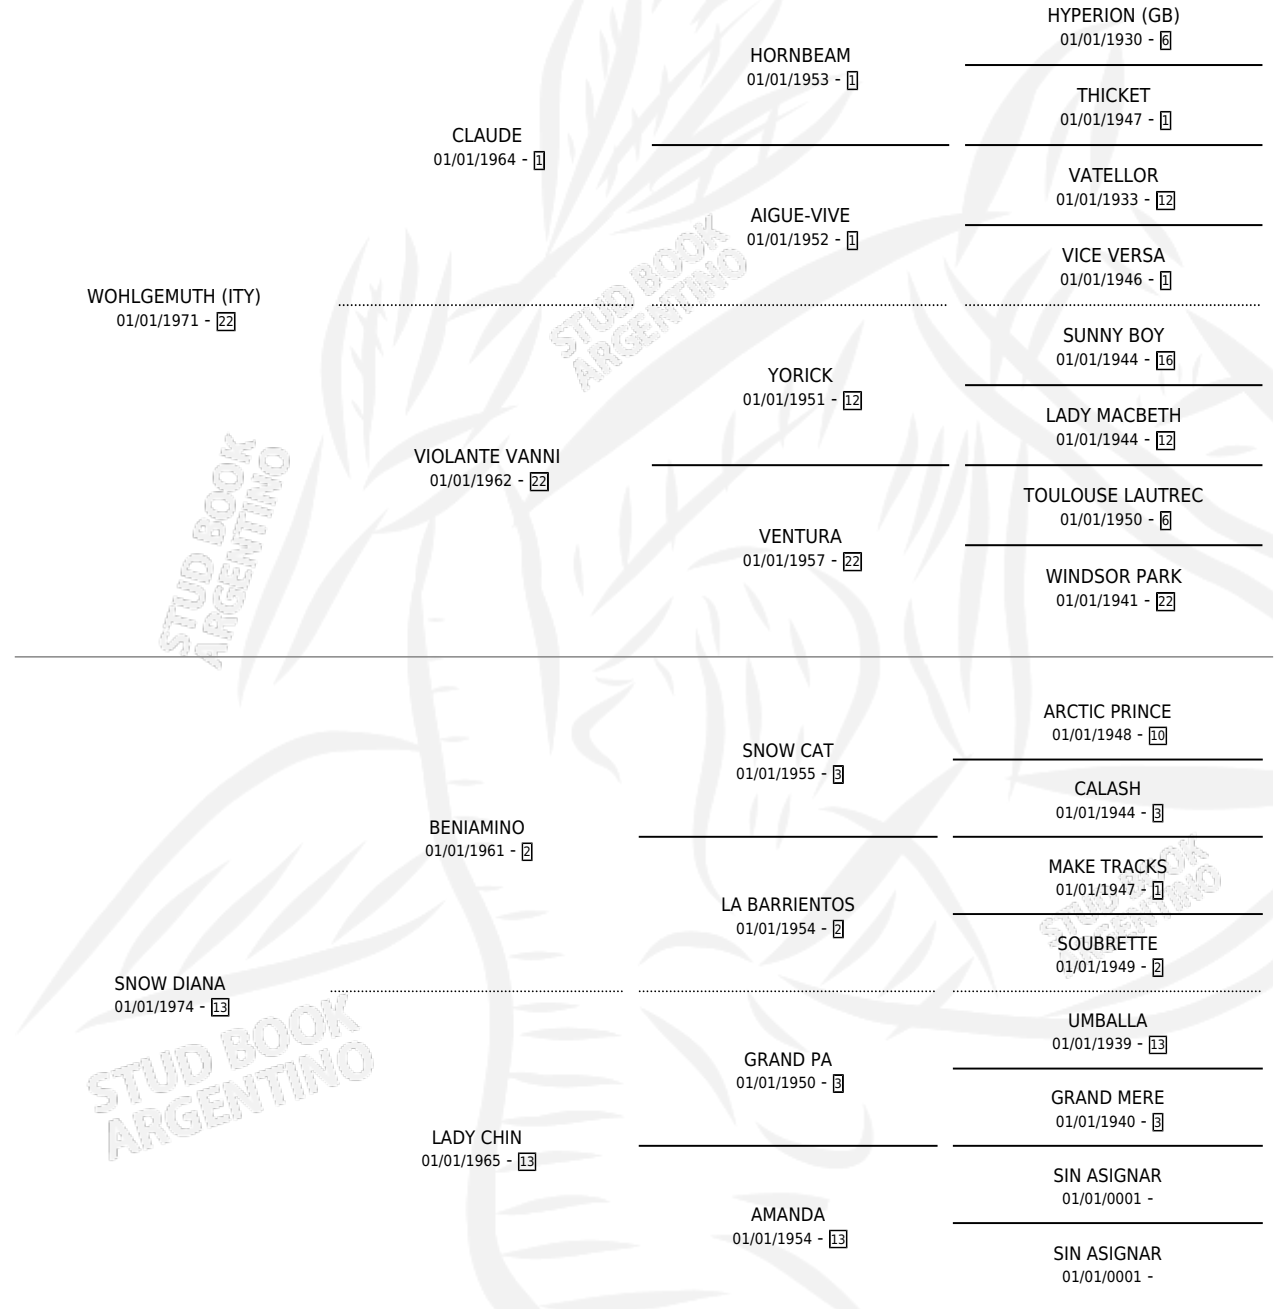 HYPERION (GB)
01/01/1930 - 6
HORNBEAM
01/01/1953 - 1
THICKET
01/01/1947 - 1
CLAUDE
01/01/1964 - 1
VATELLOR
01/01/1933 - 12
AIGUE-VIVE
01/01/1952 - 1
VICE VERSA
01/01/1946 - 1
STUD BOOK
ARGENTINO
WOHLGEMUTH (ITY)
01/01/1971 - 22
SUNNY BOY
01/01/1944 - 16
YORICK
01/01/1951 - 12
LADY MACBETH
01/01/1944 - 12
VIOLANTE VANNI
01/01/1962 - 22
TOULOUSE LAUTREC
01/01/1950 - 6
VENTURA
01/01/1957 - 22
WINDSOR PARK
01/01/1941 - 22
STUD BOOK
ARGENTINO
ARCTIC PRINCE
01/01/1948 - 10
SNOW CAT
01/01/1955 - 3
CALASH
01/01/1944 - 3
BENIAMINO
01/01/1961 - 2
MAKE TRACKS
01/01/1947 - 1
LA BARRIENTOS
01/01/1954 - 2
STUD BOOK
ARGENTINO
SOUBRETTE
01/01/1949 - 2
SNOW DIANA
01/01/1974 - 13
UMBALLA
01/01/1939 - 13
GRAND PA
01/01/1950 - 3
STUD BOOK
ARGENTINO
GRAND MERE
01/01/1940 - 3
LADY CHIN
01/01/1965 - 13
SIN ASIGNAR
01/01/0001 -
AMANDA
01/01/1954 - 13
SIN ASIGNAR
01/01/0001 -